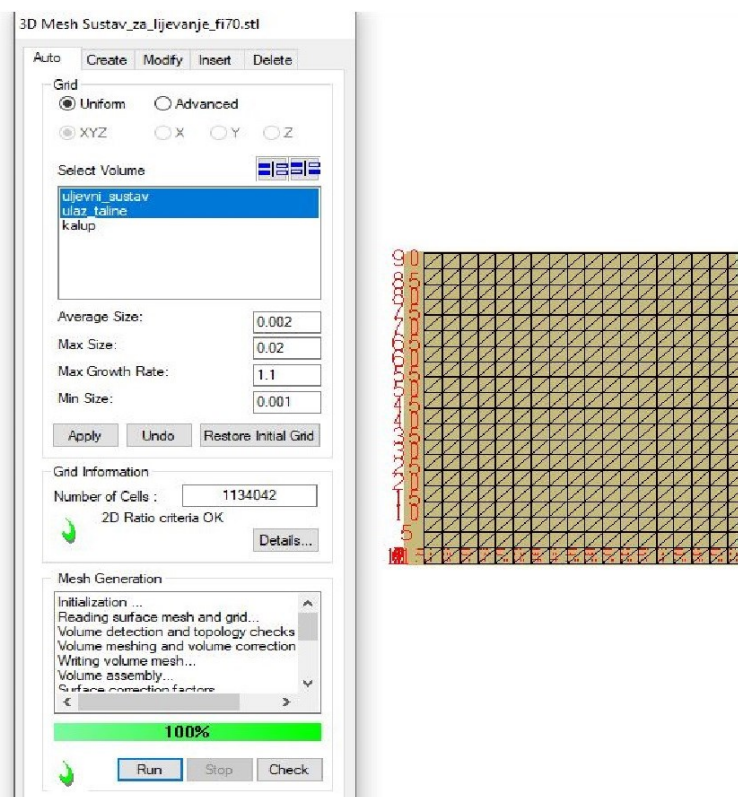 3D Mesh Sustav_za_lijevanje_fi70.stl
Auto Create Modify Insert Delete
Grid
Uniform Advanced
XYZ X Y Z
Select Volume
uljevni_sustav
ulaz_taline
kalup
Average Size: 0.002
Max Size: 0.02
Max Growth Rate: 1.1
Min Size: 0.001
Apply Undo Restore Initial Grid
Grid Information
Number of Cells : 1134042
2D Ratio criteria OK
Details...
Mesh Generation
Initialization ...
Reading surface mesh and grid...
Volume detection and topology checks
Volume meshing and volume correction
Writing volume mesh...
Volume assembly...
Surface correction factors
100%
Run Stop Check